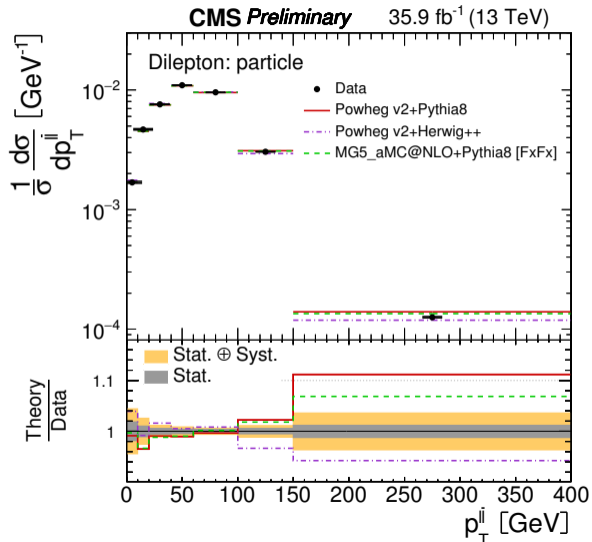 CMS Preliminary 35.9 fb⁻¹ (13 TeV)
Dilepton: particle
Data
Powheg v2+Pythia8
Powheg v2+Herwig++
MG5_aMC@NLO+Pythia8 [FxFx]
1/σ dσ/dp_T^{l̄l} [GeV⁻¹]
10⁻²
10⁻³
10⁻⁴
Stat. ⊕ Syst.
Stat.
Theory
Data
1.1
1
0 50 100 150 200 250 300 350 400
p_T^{l̄l} [GeV]